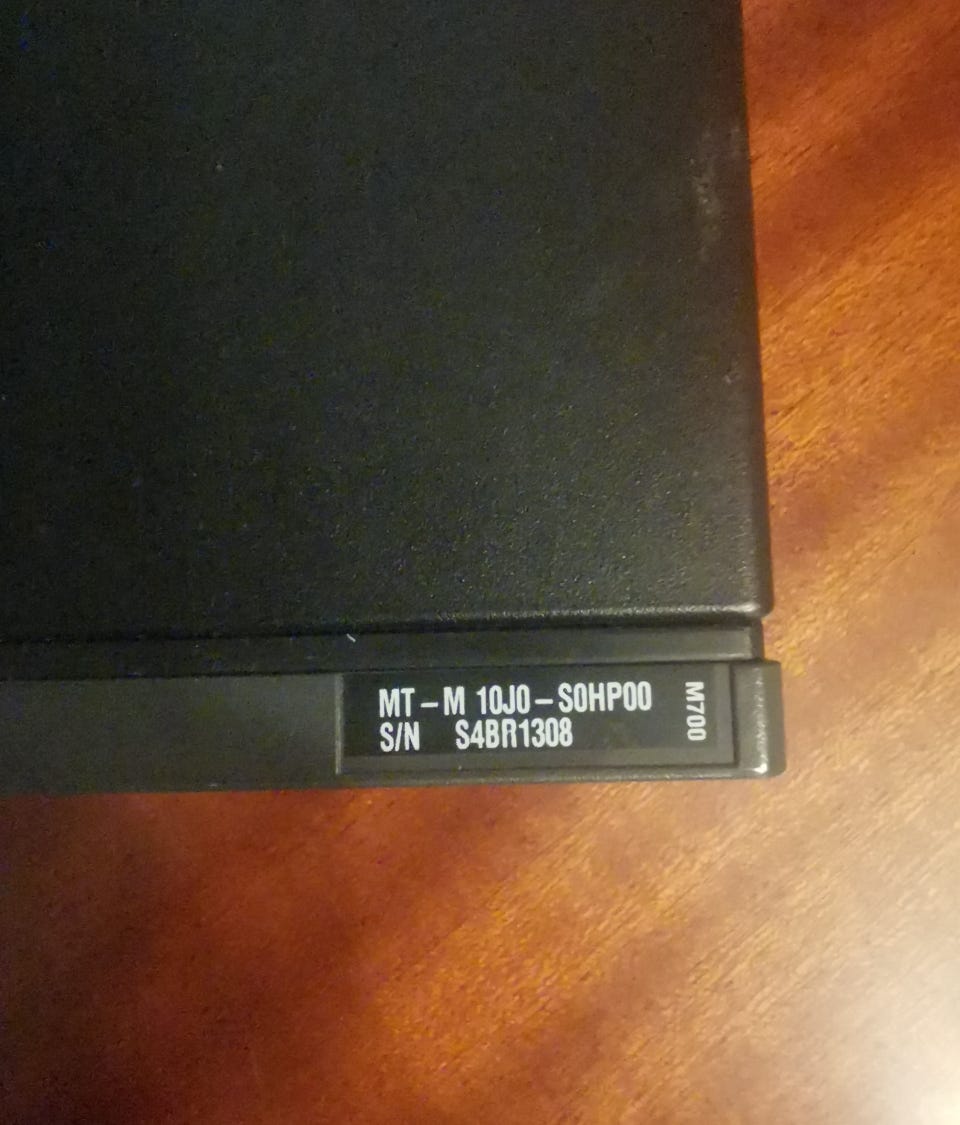 MT – M 10J0 – S0HP00
S/N S4BR1308
M700